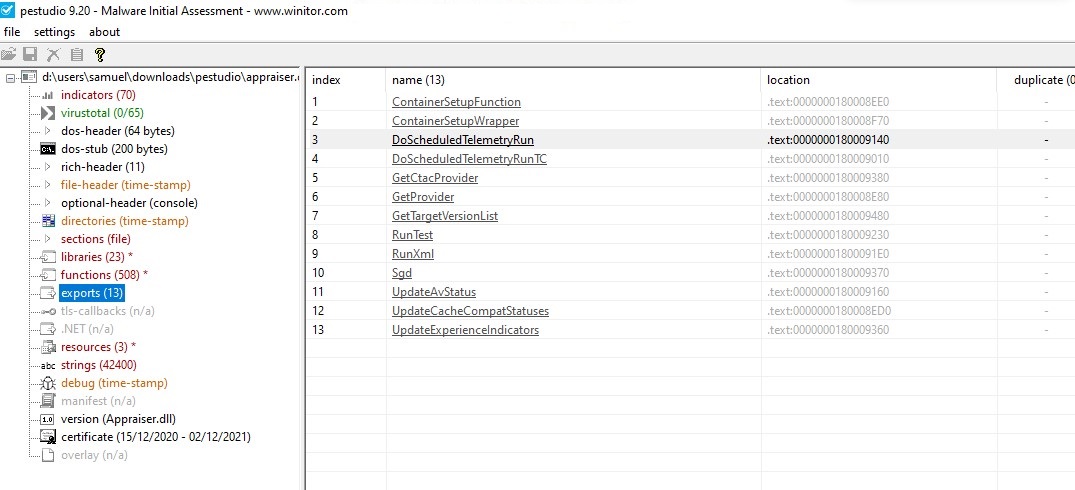 pestudio 9.20 - Malware Initial Assessment - www.winitor.com
file settings about
d:\users\samuel\downloads\pestudio\appraiser.
indicators (70)
virustotal (0/65)
dos-header (64 bytes)
dos-stub (200 bytes)
rich-header (11)
file-header (time-stamp)
optional-header (console)
directories (time-stamp)
sections (file)
libraries (23) *
functions (508) *
exports (13)
tls-callbacks (n/a)
.NET (n/a)
resources (3) *
abc strings (42400)
debug (time-stamp)
manifest (n/a)
1.0 version (Appraiser.dll)
certificate (15/12/2020 - 02/12/2021)
overlay (n/a)
index name (13) location duplicate (0
1 ContainerSetupFunction .text:0000000180008EE0 -
2 ContainerSetupWrapper .text:0000000180008F70 -
3 DoScheduledTelemetryRun .text:0000000180009140 -
4 DoScheduledTelemetryRunTC .text:0000000180009010 -
5 GetCtacProvider .text:0000000180009380 -
6 GetProvider .text:0000000180008E80 -
7 GetTargetVersionList .text:0000000180009480 -
8 RunTest .text:0000000180009230 -
9 RunXml .text:00000001800091E0 -
10 Sgd .text:0000000180009370 -
11 UpdateAvStatus .text:0000000180009160 -
12 UpdateCacheCompatStatuses .text:0000000180008ED0 -
13 UpdateExperienceIndicators .text:0000000180009360 -